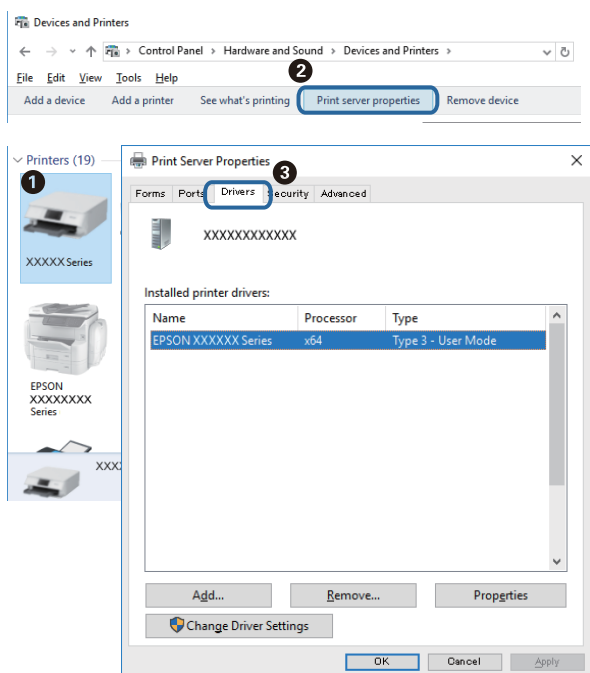 Devices and Printers
Control Panel > Hardware and Sound > Devices and Printers >
2
File Edit View Tools Help
Add a device Add a printer See what's printing Print server properties Remove device
Printers (19)
1
XXXXX Series
EPSON
XXXXXXXX
Series
XXX
Print Server Properties
3
Forms Ports Drivers Security Advanced
XXXXXXXXXXXX
Installed printer drivers:
Name Processor Type
EPSON XXXXXX Series x64 Type 3 - User Mode
Add... Remove... Properties
Change Driver Settings
OK Cancel Apply